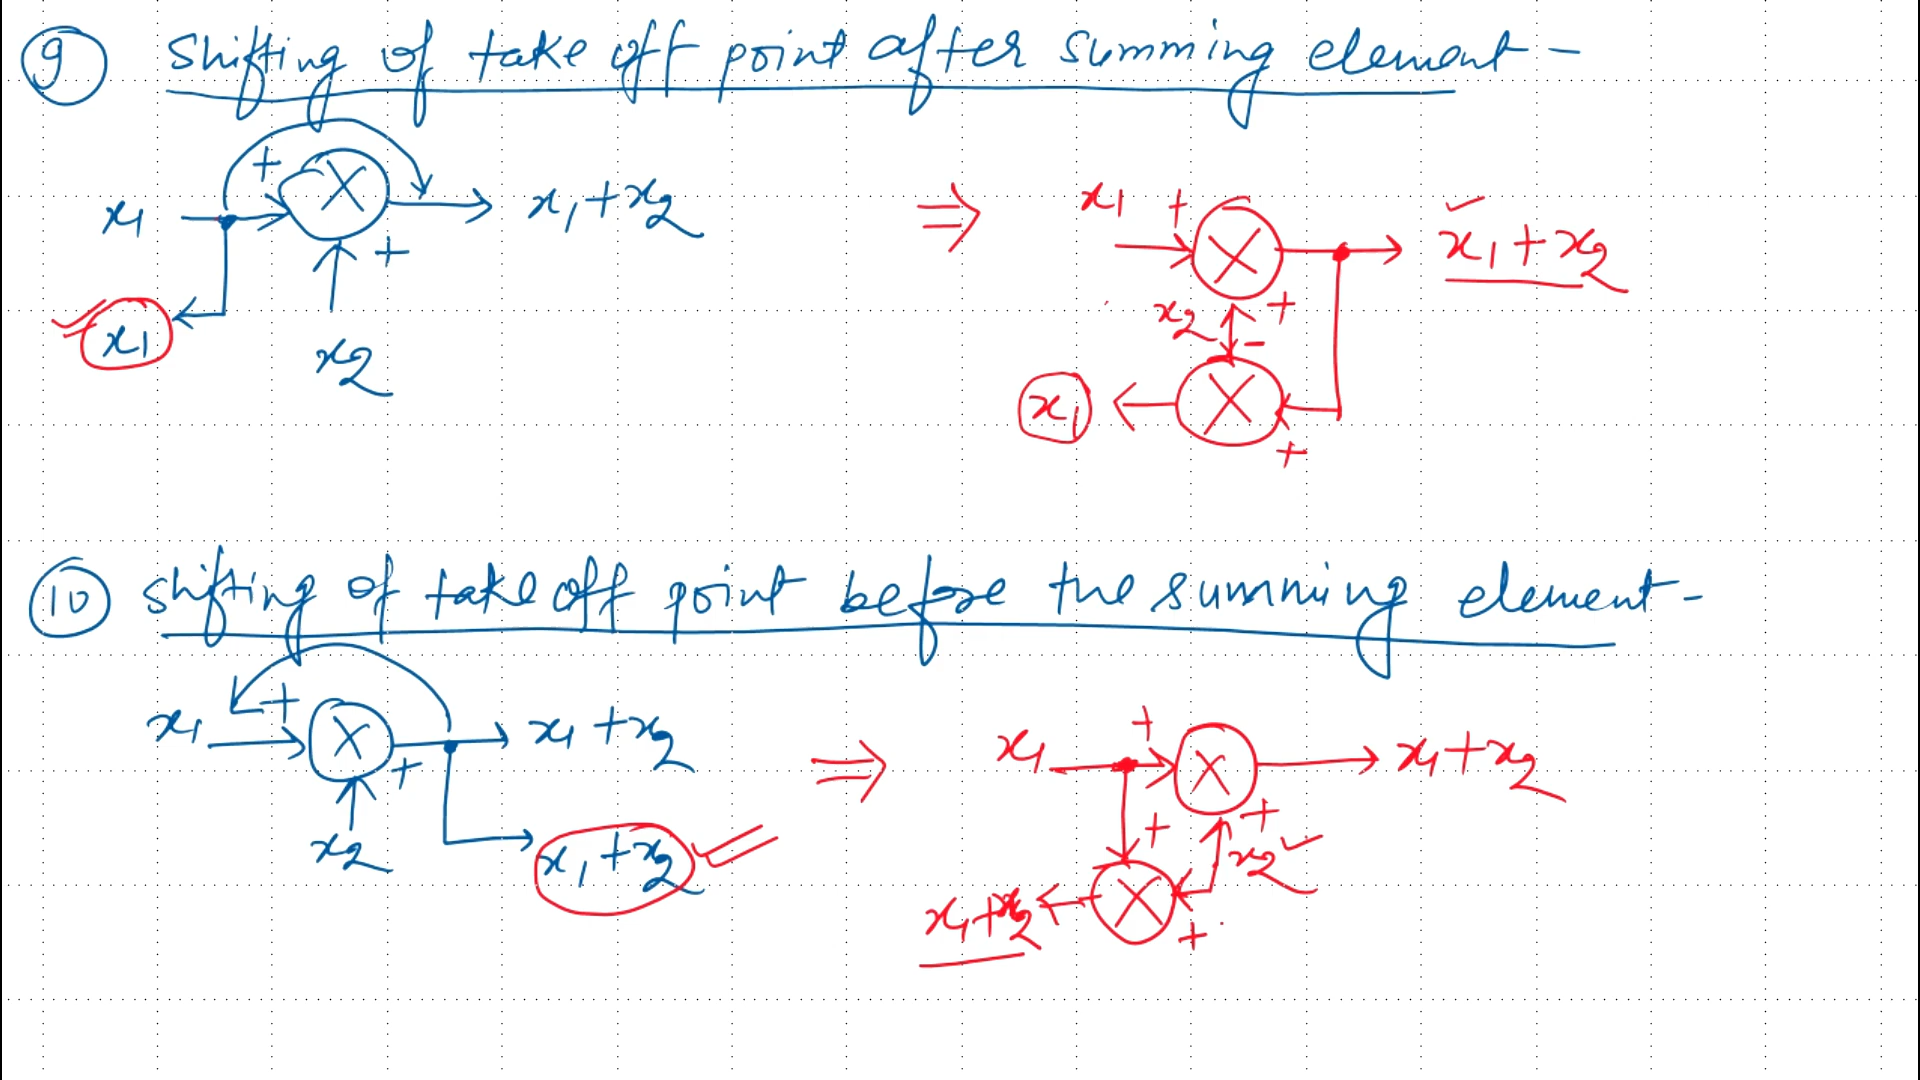 9 Shifting of take off point after summing element -
+
x1 x1+x2 ⇒ x1 + x1+x2
+
x1 x2 x2 +
-
x1
+
10 shifting of take off point before the summing element -
+ +
x1 x1+x2 ⇒ x1 x1+x2
+ +
x2 x1+x2 + x2
x1+x2 +